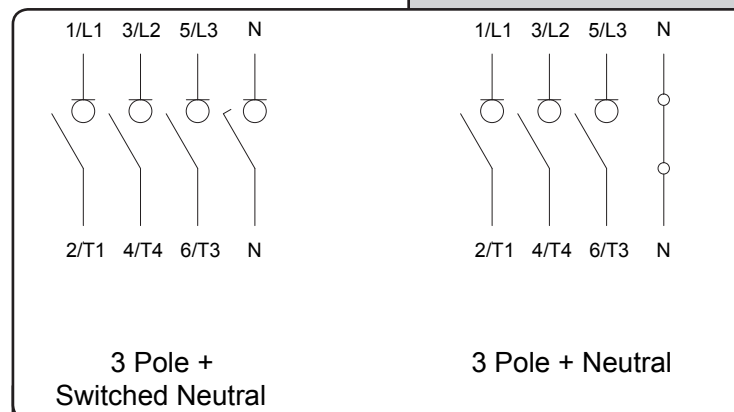 1/L1 3/L2 5/L3 N
2/T1 4/T4 6/T3 N
3 Pole +
Switched Neutral
1/L1 3/L2 5/L3 N
2/T1 4/T4 6/T3 N
3 Pole + Neutral